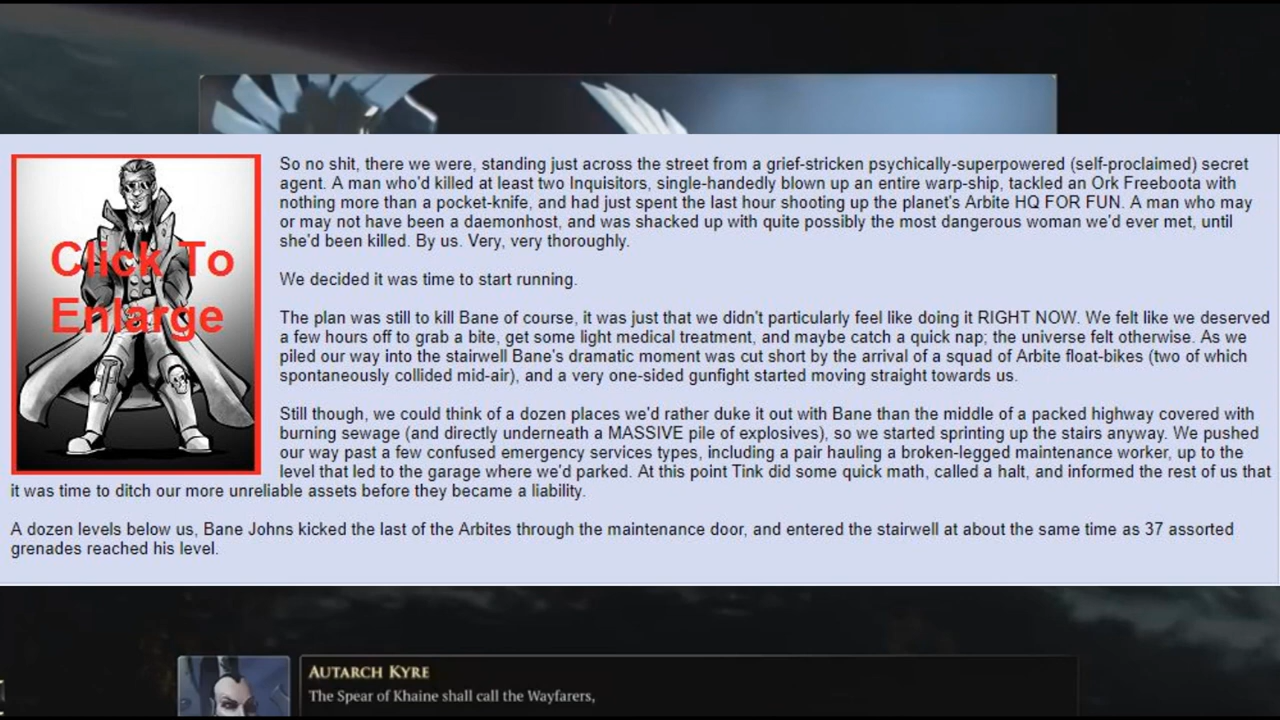 So no shit, there we were, standing just across the street from a grief-stricken psychically-superpowered (self-proclaimed) secret
agent. A man who'd killed at least two Inquisitors, single-handedly blown up an entire warp-ship, tackled an Ork Freeboota with
nothing more than a pocket-knife, and had just spent the last hour shooting up the planet's Arbite HQ FOR FUN. A man who may
or may not have been a daemonhost, and was shacked up with quite possibly the most dangerous woman we'd ever met, until
she'd been killed. By us. Very, very thoroughly.
We decided it was time to start running.
The plan was still to kill Bane of course, it was just that we didn't particularly feel like doing it RIGHT NOW. We felt like we deserved
a few hours off to grab a bite, get some light medical treatment, and maybe catch a quick nap; the universe felt otherwise. As we
piled our way into the stairwell Bane's dramatic moment was cut short by the arrival of a squad of Arbite float-bikes (two of which
spontaneously collided mid-air), and a very one-sided gunfight started moving straight towards us.
Still though, we could think of a dozen places we'd rather duke it out with Bane than the middle of a packed highway covered with
burning sewage (and directly underneath a MASSIVE pile of explosives), so we started sprinting up the stairs anyway. We pushed
our way past a few confused emergency services types, including a pair hauling a broken-legged maintenance worker, up to the
level that led to the garage where we'd parked. At this point Tink did some quick math, called a halt, and informed the rest of us that
it was time to ditch our more unreliable assets before they became a liability.
A dozen levels below us, Bane Johns kicked the last of the Arbites through the maintenance door, and entered the stairwell at about the same time as 37 assorted
grenades reached his level.
Click To
Enlarge
AUTARCH KYRE
The Spear of Khaine shall call the Wayfarers,